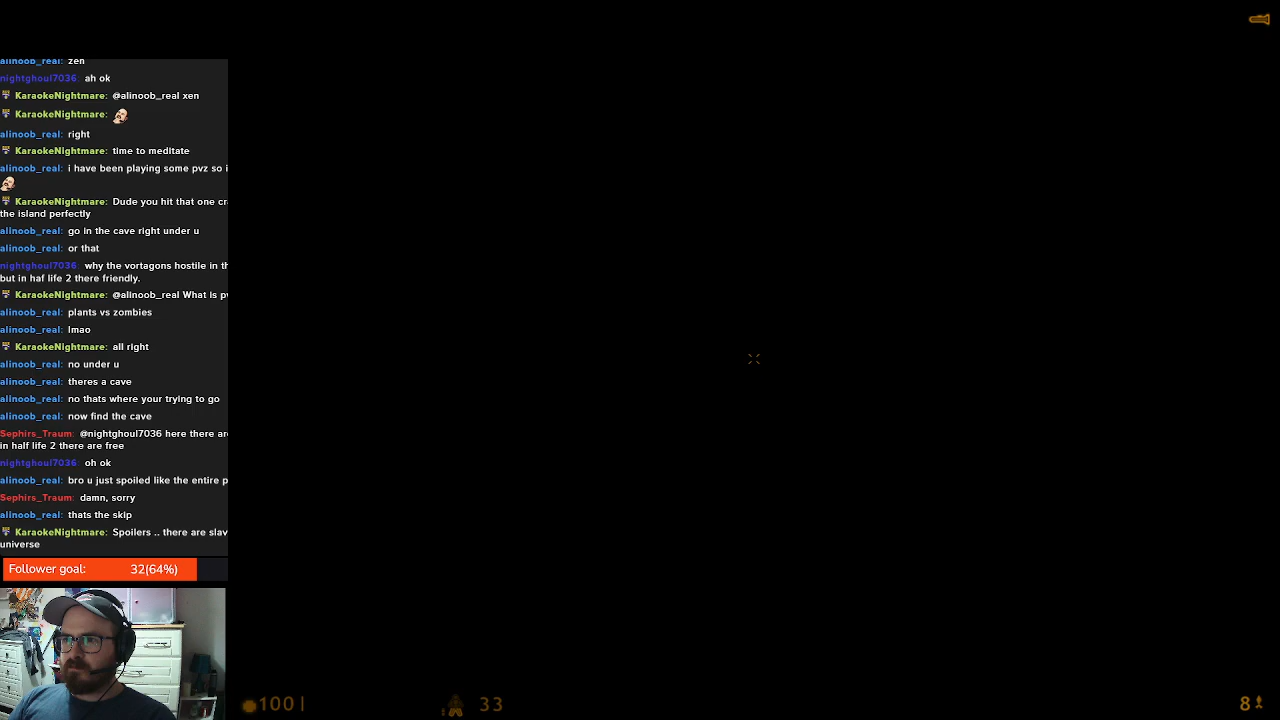 alinoob_real: zen
nightghoul7036: ah ok
KaraokeNightmare: @alinoob_real xen
KaraokeNightmare:
alinoob_real: right
KaraokeNightmare: time to meditate
alinoob_real: i have been playing some pvz so i
KaraokeNightmare: Dude you hit that one cr
the island perfectly
alinoob_real: go in the cave right under u
alinoob_real: or that
nightghoul7036: why the vortagons hostile in th
but in haf life 2 there friendly.
KaraokeNightmare: @alinoob_real What is pv
alinoob_real: plants vs zombies
alinoob_real: lmao
KaraokeNightmare: all right
alinoob_real: no under u
alinoob_real: theres a cave
alinoob_real: no thats where your trying to go
alinoob_real: now find the cave
Sephirs_Traum: @nightghoul7036 here there are
in half life 2 there are free
nightghoul7036: oh ok
alinoob_real: bro u just spoiled like the entire p
Sephirs_Traum: damn, sorry
alinoob_real: thats the skip
KaraokeNightmare: Spoilers .. there are slav
universe
Follower goal: 32(64%)
100 33 8